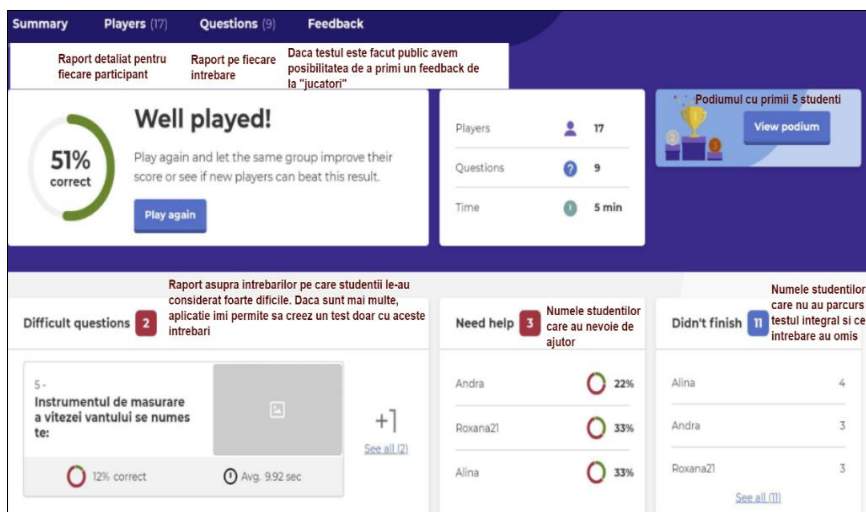 Summary Players (17) Questions (9) Feedback
Raport detaliat pentru
fiecare participant
Raport pe fiecare
intrebare
Daca testul este facut public avem
posibilitatea de a primi un feedback de
la "jucatori"
51%
correct
Well played!
Play again and let the same group improve their
score or see if new players can beat this result.
Play again
Players 17
Questions 9
Time 5 min
Podiumul cu primii 5 studenti
View podium
Difficult questions 2
Raport asupra intrebarilor pe care studentii le-au
considerat foarte dificile. Daca sunt mai multe,
aplicatie imi permite sa creez un test doar cu aceste
intrebari
5 -
Instrumentul de masurare
a vitezei vantului se numes
te:
12% correct Avg. 9.92 sec
+1
See all (2)
Need help 3
Numele studentilor
care au nevoie de
ajutor
Andra 22%
Roxana21 33%
Alina 33%
Didn't finish 11
Numele studentilor
care nu au parcurs
testul integral si ce
intrebare au omis
Alina 4
Andra 3
Roxana21 3
See all (11)